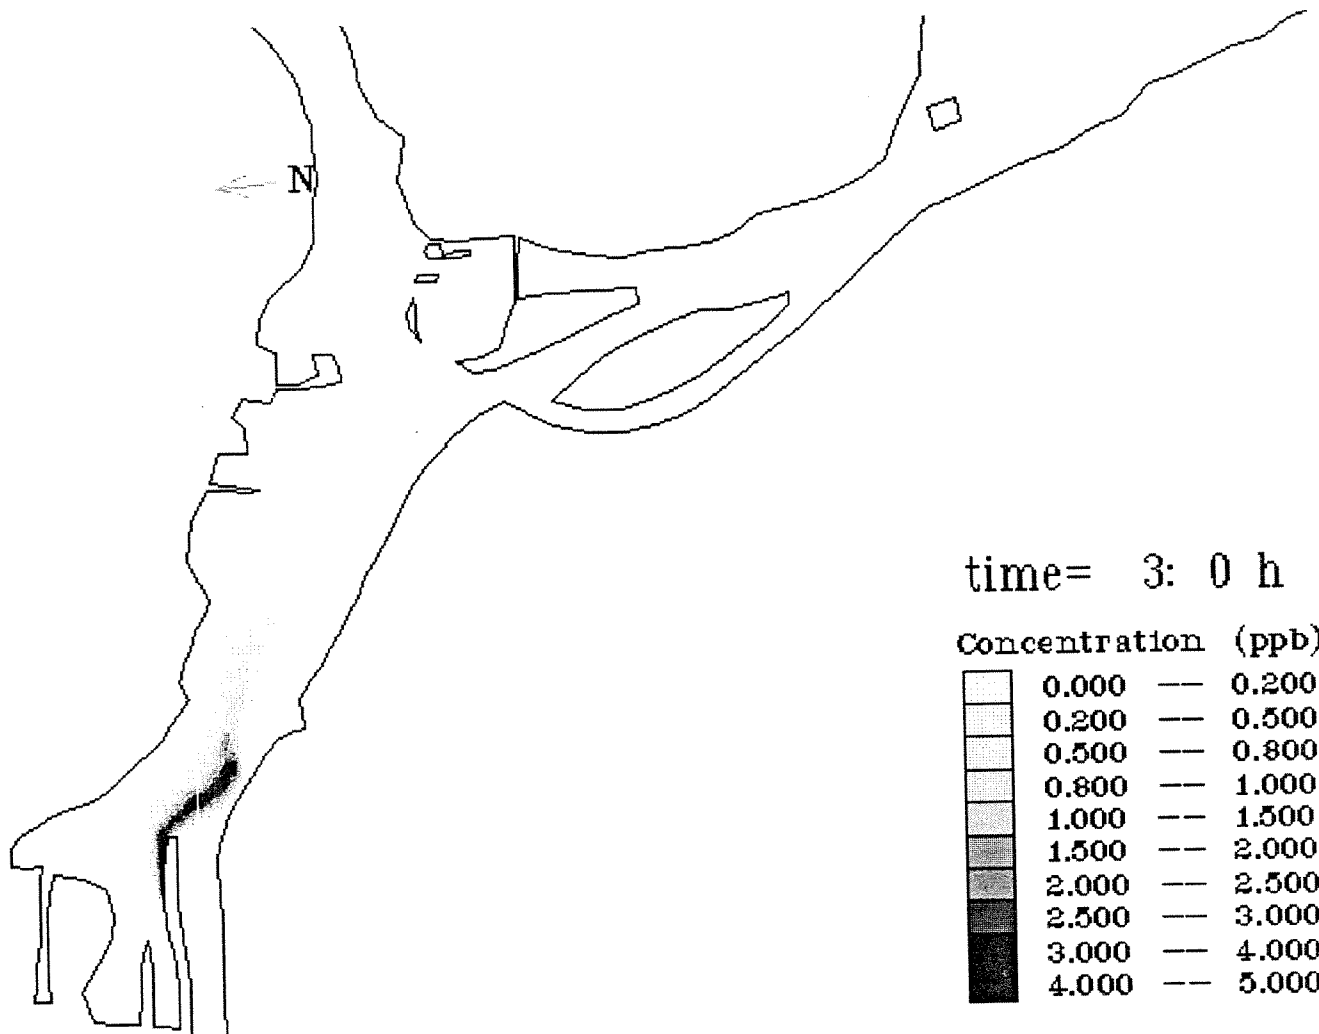 N
time= 3: 0 h
Concentration (ppb)
0.000 –– 0.200
0.200 –– 0.500
0.500 –– 0.800
0.800 –– 1.000
1.000 –– 1.500
1.500 –– 2.000
2.000 –– 2.500
2.500 –– 3.000
3.000 –– 4.000
4.000 –– 5.000